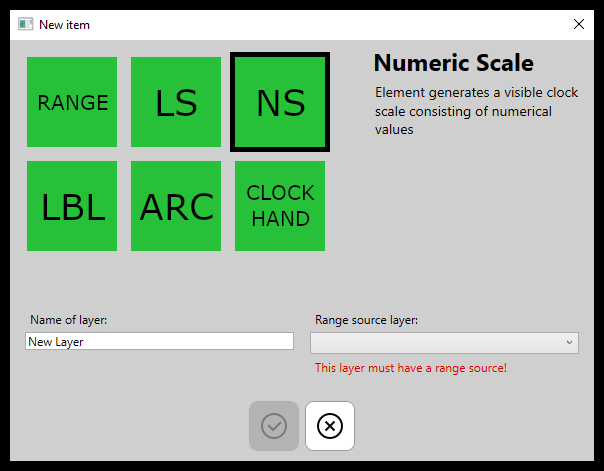 New item
RANGE
LS
NS
Numeric Scale
Element generates a visible clock
scale consisting of numerical
values
LBL
ARC
CLOCK
HAND
Name of layer:
Range source layer:
New Layer
This layer must have a range source!